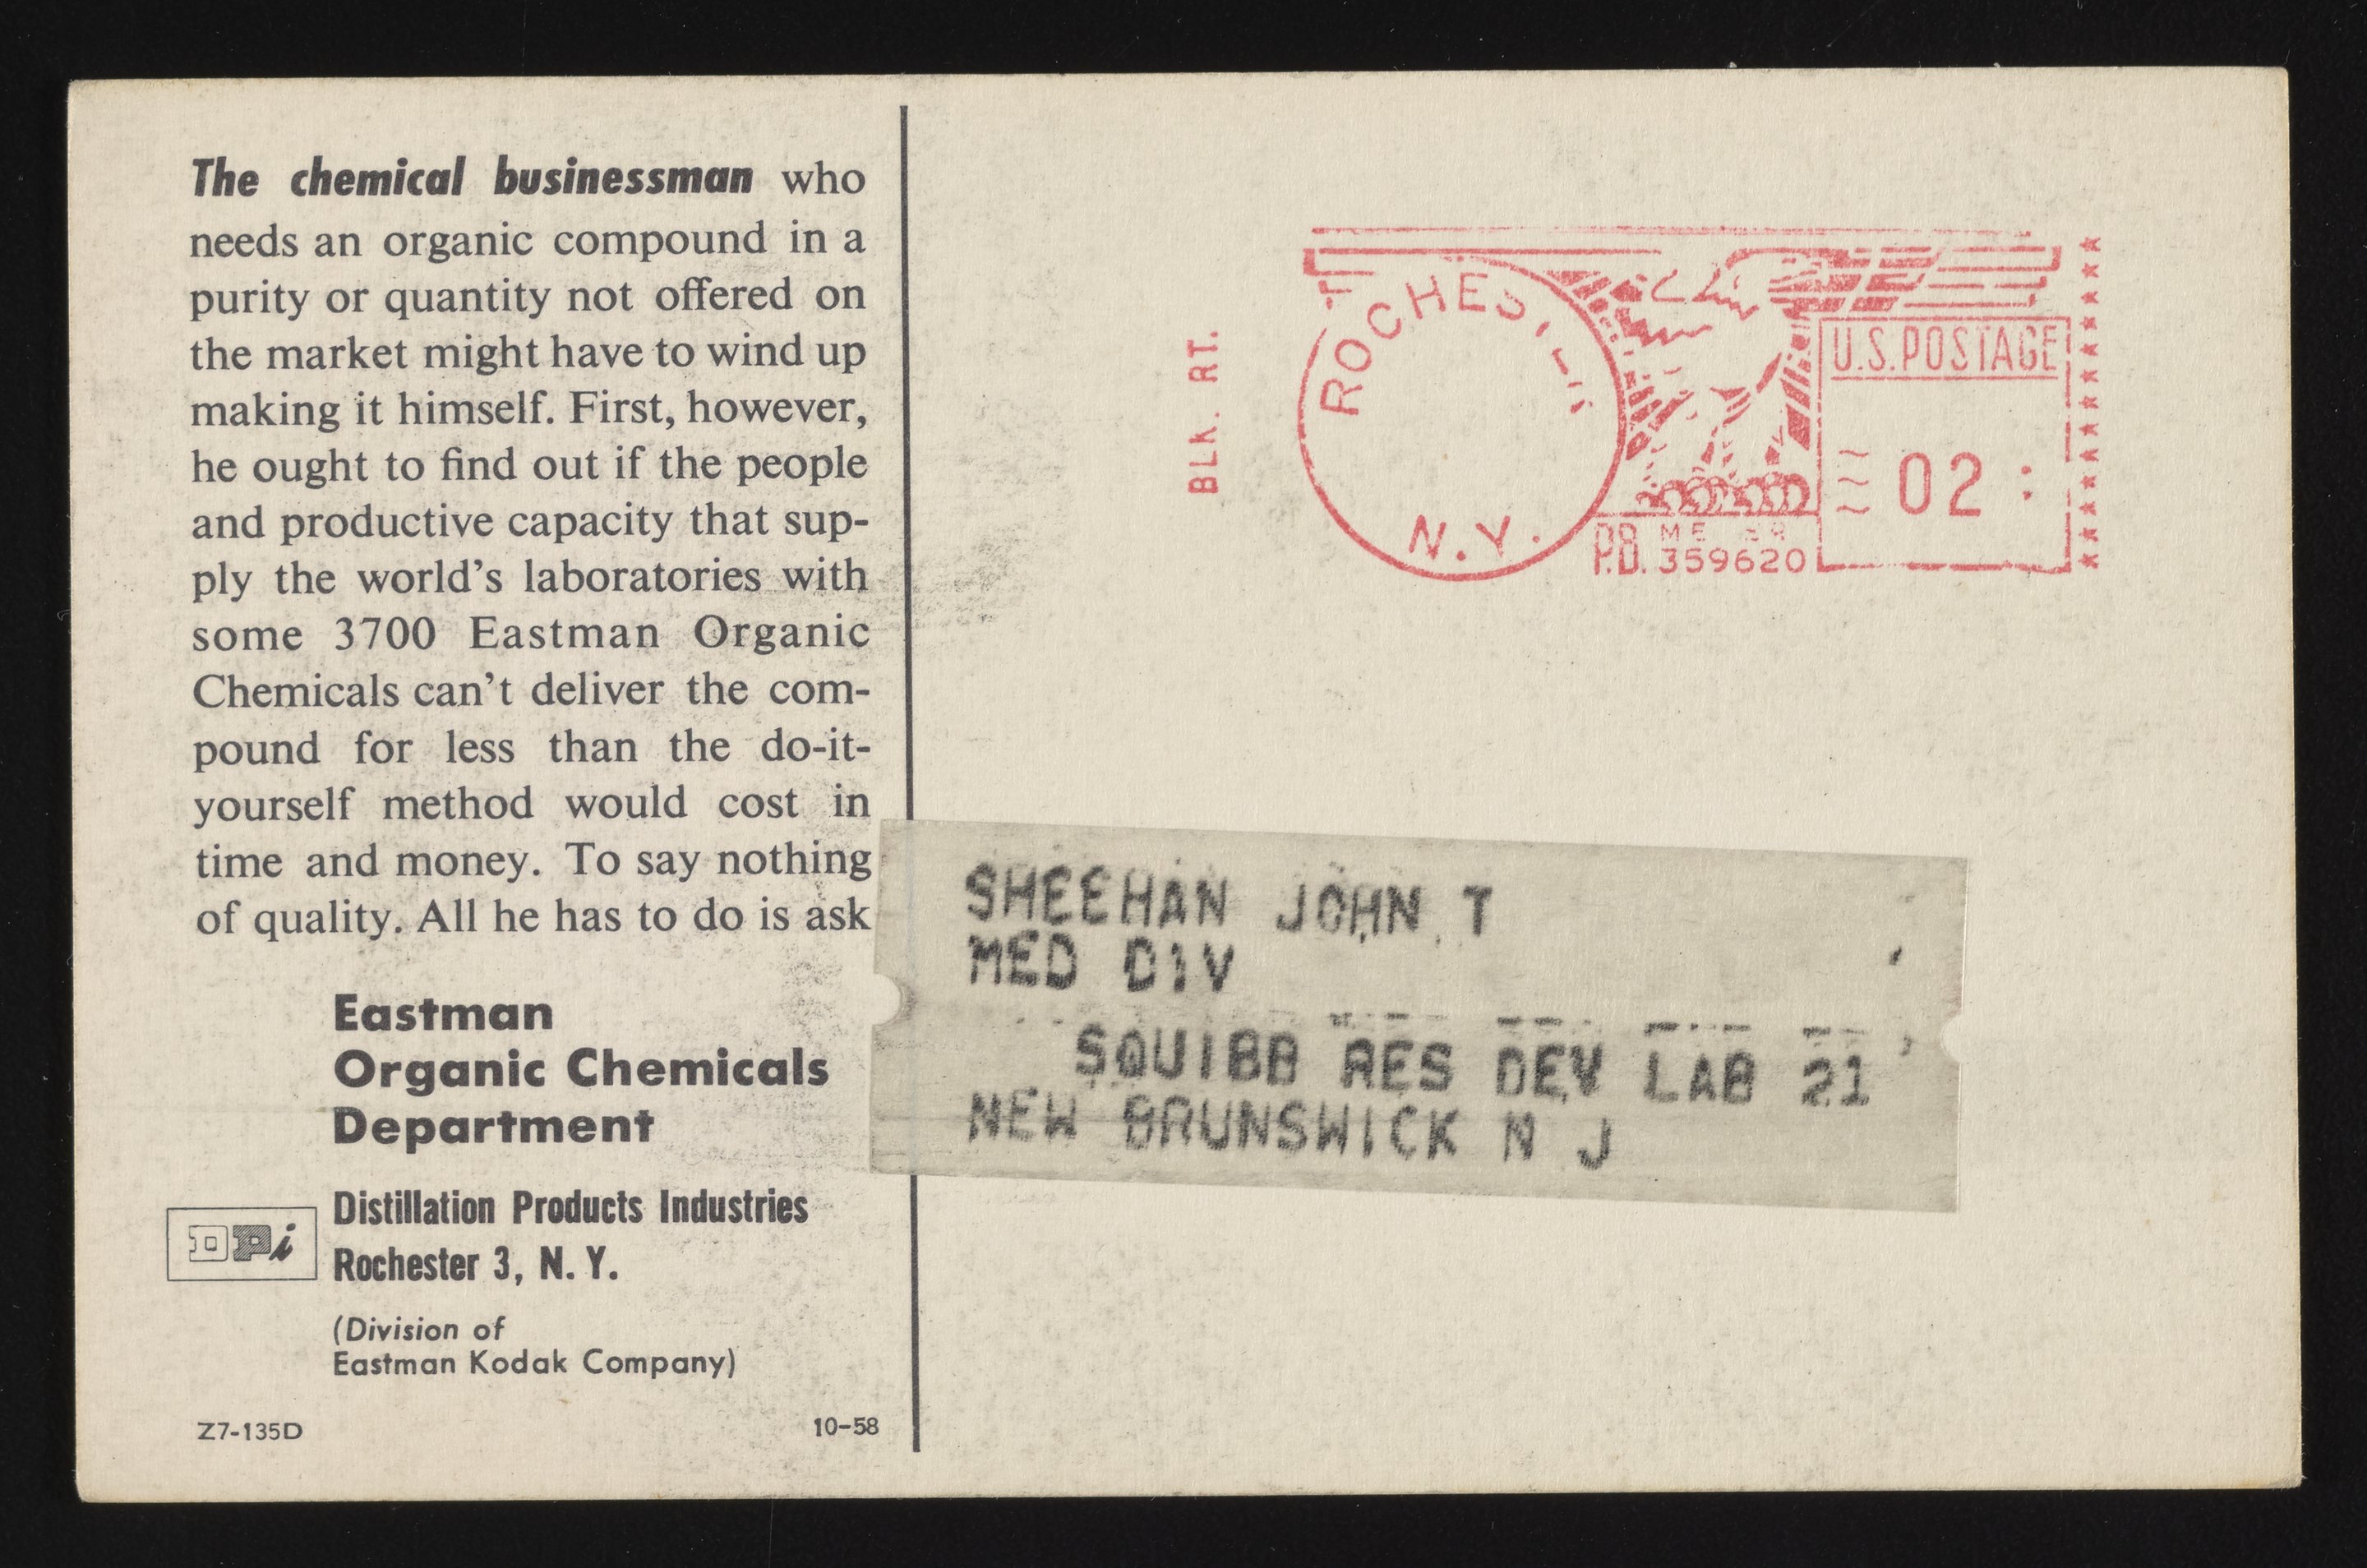 The chemical businessman who
needs an organic compound in a
purity or quantity not offered on
the market might have to wind up
making it himself. First, however,
he ought to find out if the people
and productive capacity that sup-
ply the world's laboratories with
some 3700 Eastman Organic
Chemicals can't deliver the com-
pound for less than the do-it-
yourself method would cost in
time and money. To say nothing
of quality. All he has to do is ask
Eastman
Organic Chemicals
Department
DPi
Distillation Products Industries
Rochester 3, N. Y.
(Division of
Eastman Kodak Company)
Z7-135D
10-58
BLK. RT.
N.Y.
P.B.
359620
U.S.POSTAGE
02
SHEEHAN JOHN T
MED DIV
SQUIBB RES DEV LAB 21
NEW BRUNSWICK N J